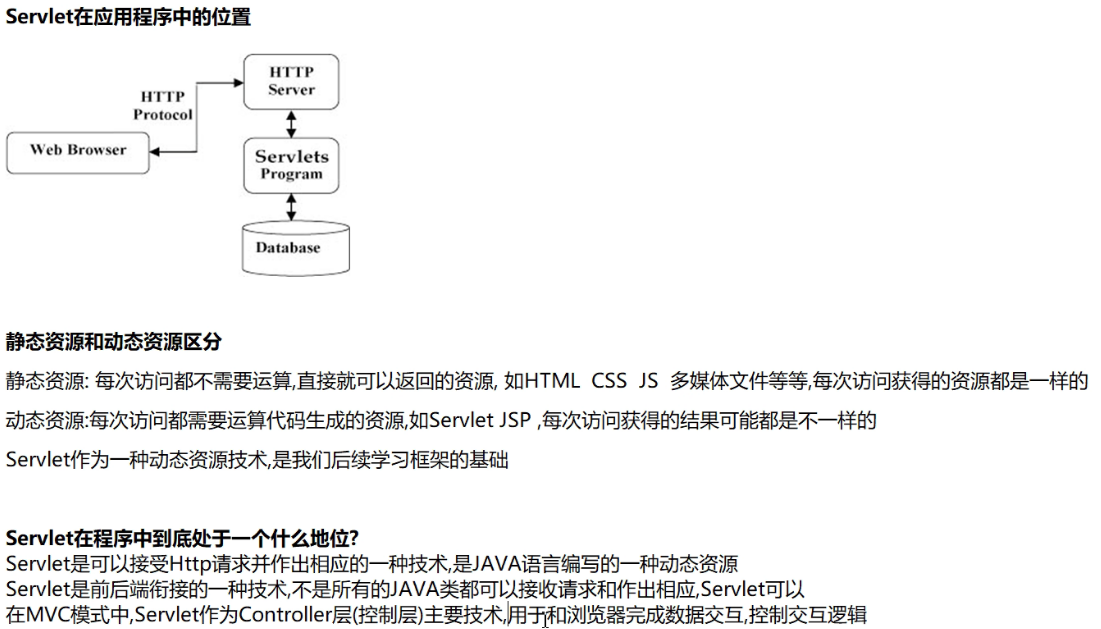 Servlet在应用程序中的位置
HTTP
Server
HTTP
Protocol
Web Browser
Servlets
Program
Database
静态资源和动态资源区分
静态资源: 每次访问都不需要运算,直接就可以返回的资源, 如HTML CSS JS 多媒体文件等等,每次访问获得的资源都是一样的
动态资源:每次访问都需要运算代码生成的资源,如Servlet JSP ,每次访问获得的结果可能都是不一样的
Servlet作为一种动态资源技术,是我们后续学习框架的基础
Servlet在程序中到底处于一个什么地位?
Servlet是可以接受Http请求并作出相应的一种技术,是JAVA语言编写的一种动态资源
Servlet是前后端衔接的一种技术,不是所有的JAVA类都可以接收请求和作出相应,Servlet可以
在MVC模式中,Servlet作为Controller层(控制层)主要技术,用于和浏览器完成数据交互,控制交互逻辑